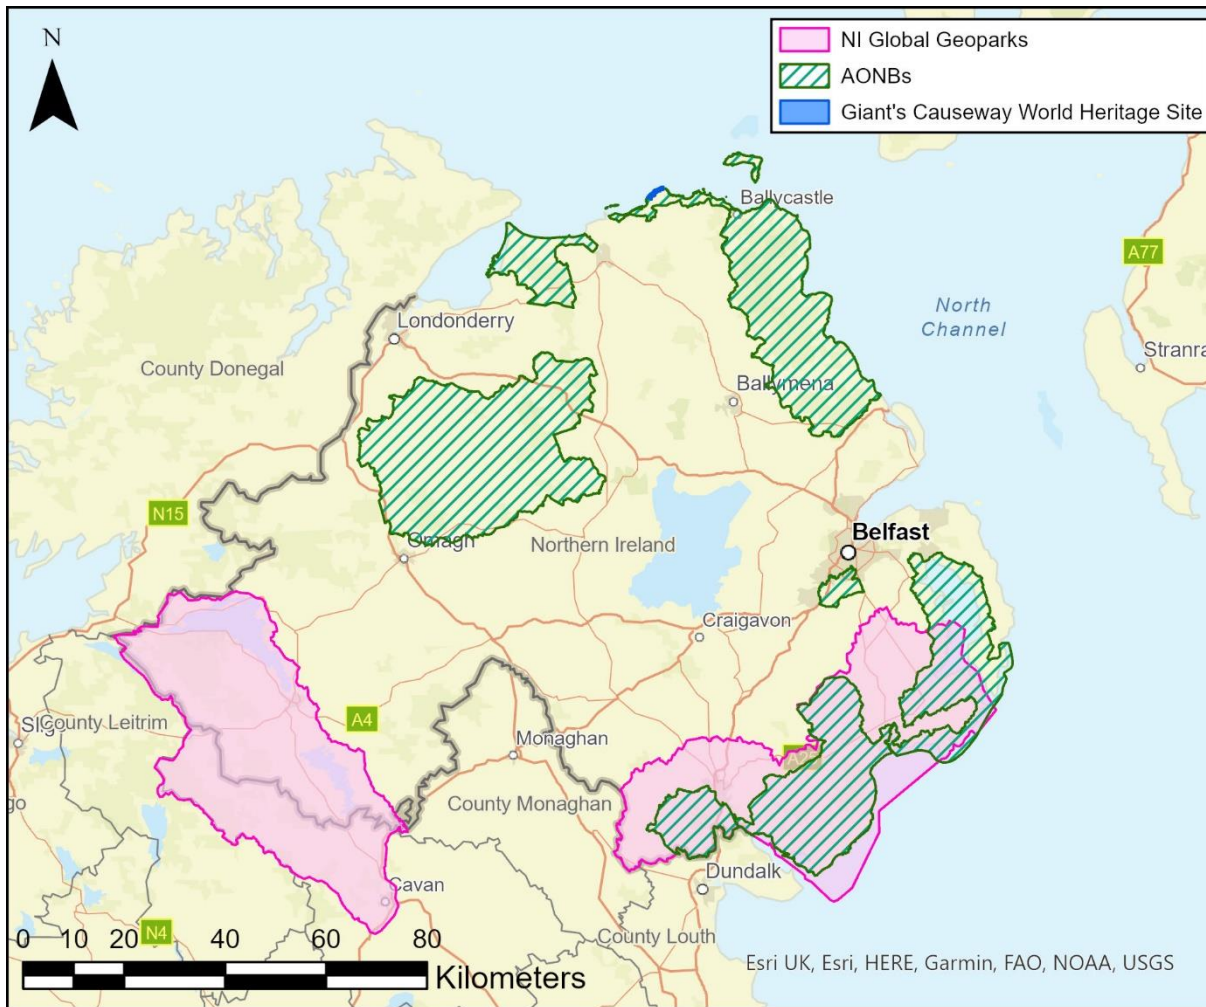 N
NI Global Geoparks
AONBs
Giant's Causeway World Heritage Site
Ballycastle
A77
North
Channel
Londonderry
Stranra
County Donegal
Ballymena
N15
Belfast
Omagh
Northern Ireland
Craigavon
County Leitrim
A4
Monaghan
County Monaghan
Dundalk
Cavan
N4
County Louth
0 10 20 40 60 80
Kilometers
Esri UK, Esri, HERE, Garmin, FAO, NOAA, USGS